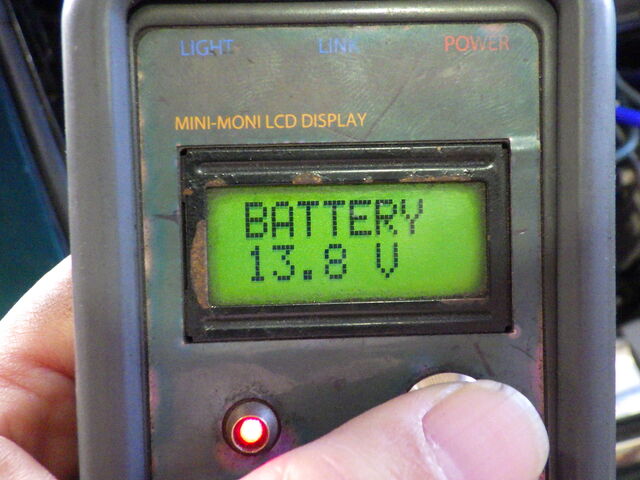 LIGHT LINK POWER
MINI-MONI LCD DISPLAY
BATTERY
13.8 V